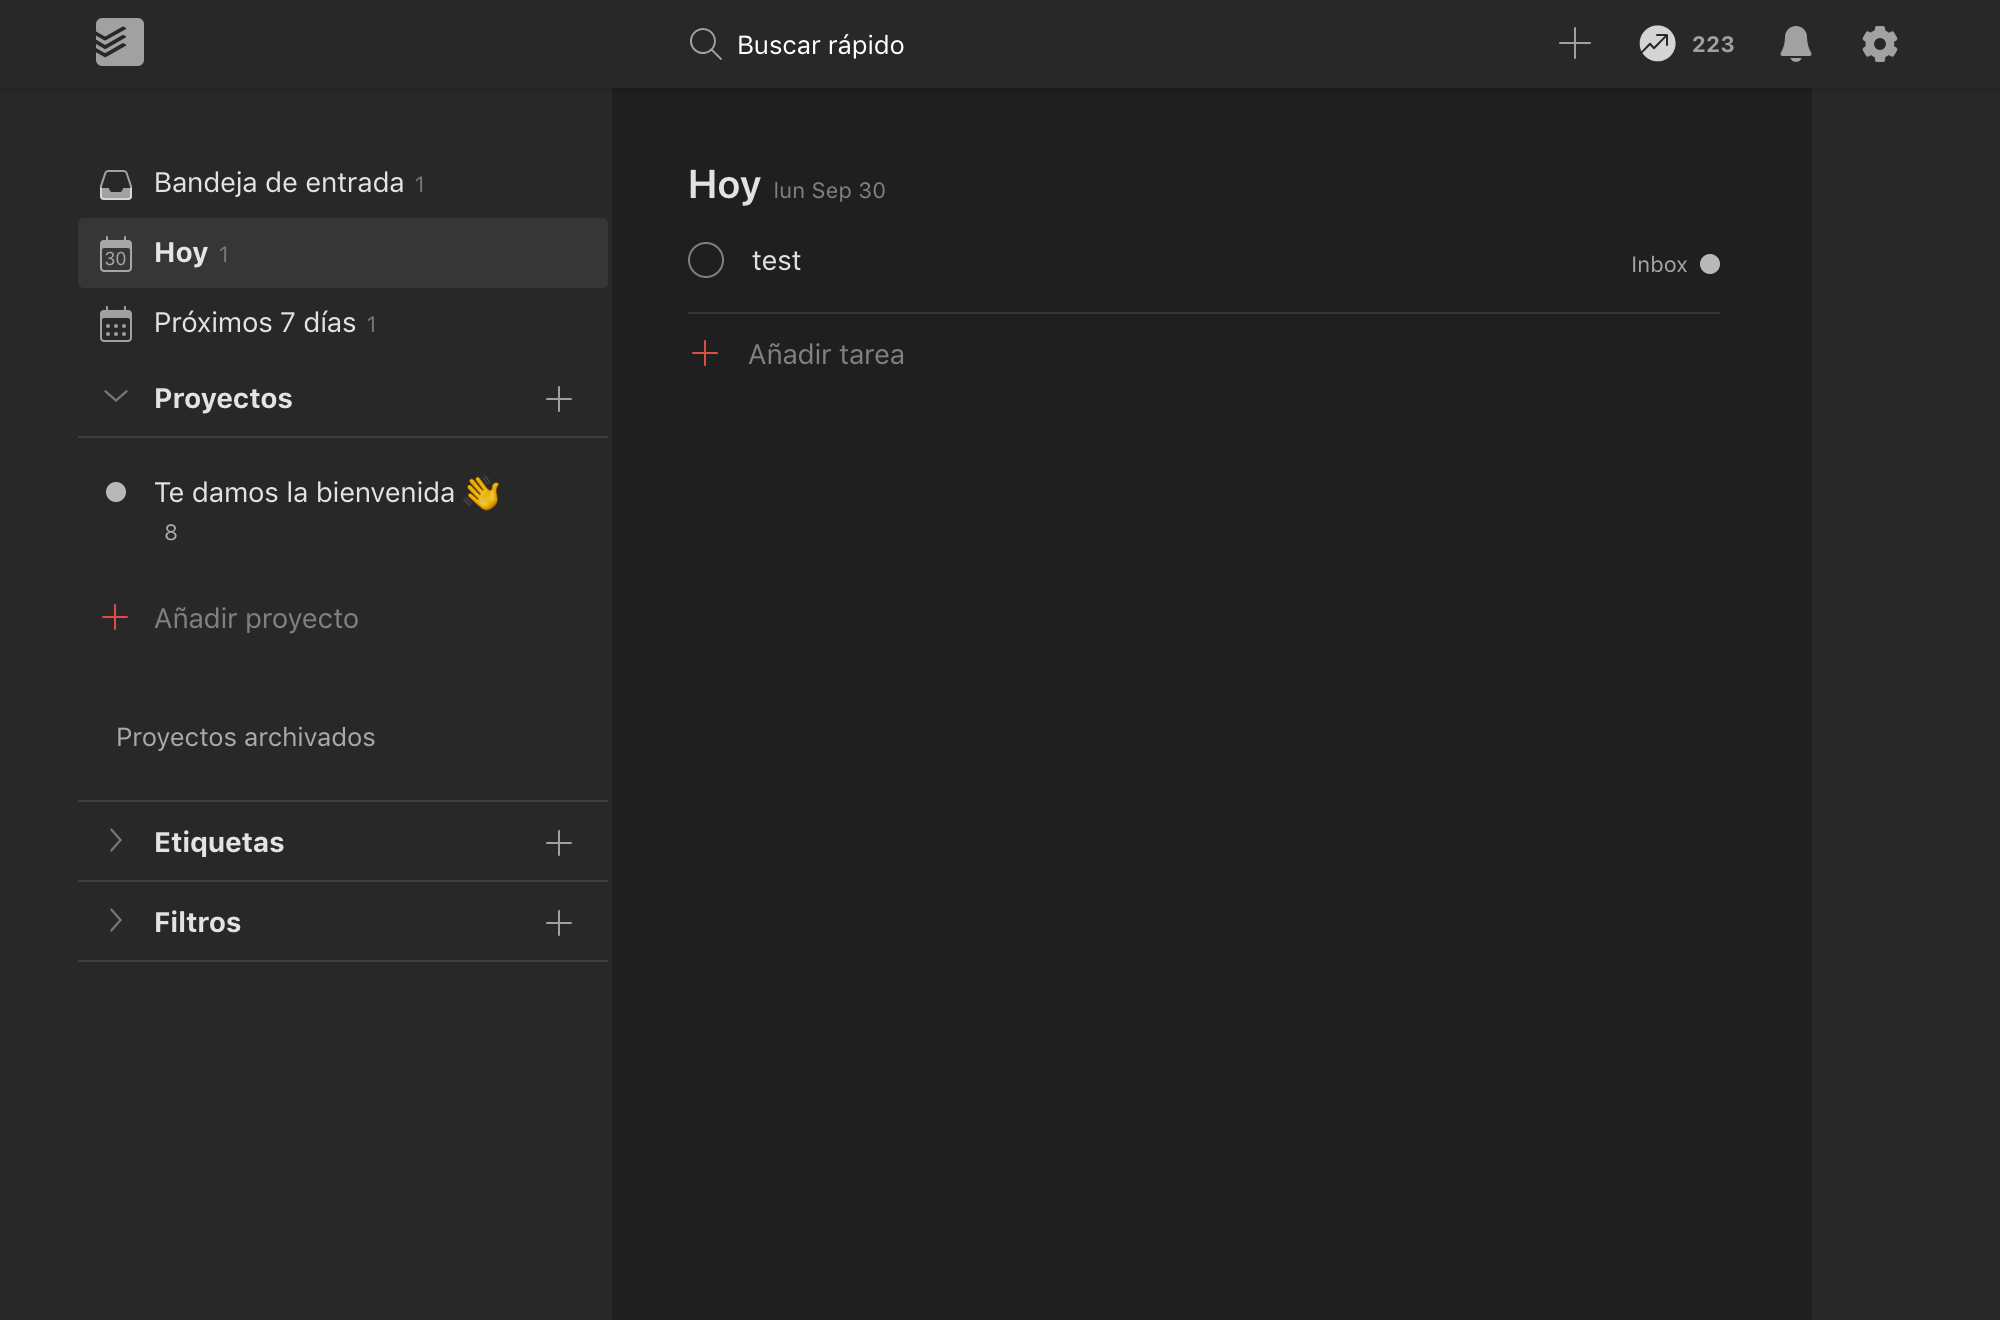 Buscar rápido
223
Bandeja de entrada 1
30
Hoy 1
Próximos 7 días 1
Proyectos
Te damos la bienvenida 👋
8
Añadir proyecto
Proyectos archivados
Etiquetas
Filtros
Hoy lun Sep 30
test
Inbox
Añadir tarea